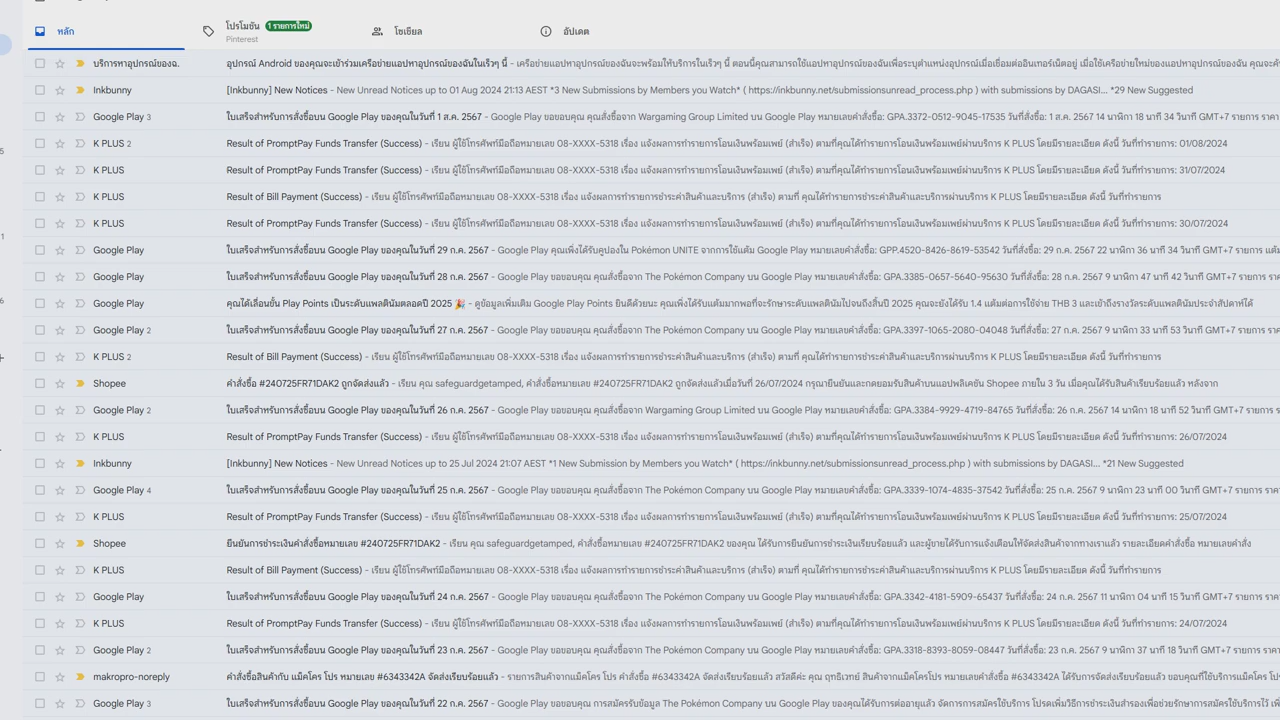 หลัก
โปรโมชัน 1 รายการใหม่
Pinterest
โซเชียล
อัปเดต
บริการหาอุปกรณ์ของฉ. อุปกรณ์ Android ของคุณจะเข้าร่วมเครือข่ายแอปหาอุปกรณ์ของฉันในเร็วๆ นี้ - เครือข่ายแอปหาอุปกรณ์ของฉันจะพร้อมให้บริการในเร็วๆ นี้ ตอนนี้คุณสามารถใช้แอปหาอุปกรณ์ของฉันเพื่อระบุตำแหน่งอุปกรณ์เมื่อเชื่อมต่ออินเทอร์เน็ตอยู่ เมื่อใช้เครือข่ายใหม่ของแอปหาอุปกรณ์ของฉัน คุณจะค้
Inkbunny [Inkbunny] New Notices - New Unread Notices up to 01 Aug 2024 21:13 AEST *3 New Submissions by Members you Watch* ( https://inkbunny.net/submissionsunread_process.php ) with submissions by DAGASI... *29 New Suggested
Google Play 3 ใบเสร็จสำหรับการสั่งซื้อบน Google Play ของคุณในวันที่ 1 ส.ค. 2567 - Google Play ขอขอบคุณ คุณสั่งซื้อจาก Wargaming Group Limited บน Google Play หมายเลขคำสั่งซื้อ: GPA.3372-0512-9045-17535 วันที่สั่งซื้อ: 1 ส.ค. 2567 14 นาฬิกา 18 นาที 34 วินาที GMT+7 รายการ ราคา
K PLUS 2 Result of PromptPay Funds Transfer (Success) - เรียน ผู้ใช้โทรศัพท์มือถือหมายเลข 08-XXXX-5318 เรื่อง แจ้งผลการทำรายการโอนเงินพร้อมเพย์ (สำเร็จ) ตามที่คุณได้ทำรายการโอนเงินพร้อมเพย์ผ่านบริการ K PLUS โดยมีรายละเอียด ดังนี้ วันที่ทำรายการ: 01/08/2024
K PLUS Result of PromptPay Funds Transfer (Success) - เรียน ผู้ใช้โทรศัพท์มือถือหมายเลข 08-XXXX-5318 เรื่อง แจ้งผลการทำรายการโอนเงินพร้อมเพย์ (สำเร็จ) ตามที่คุณได้ทำรายการโอนเงินพร้อมเพย์ผ่านบริการ K PLUS โดยมีรายละเอียด ดังนี้ วันที่ทำรายการ: 31/07/2024
K PLUS Result of Bill Payment (Success) - เรียน ผู้ใช้โทรศัพท์มือถือหมายเลข 08-XXXX-5318 เรื่อง แจ้งผลการทำรายการชำระค่าสินค้าและบริการ (สำเร็จ) ตามที่ คุณได้ทำรายการชำระค่าสินค้าและบริการผ่านบริการ K PLUS โดยมีรายละเอียด ดังนี้ วันที่ทำรายการ
K PLUS Result of PromptPay Funds Transfer (Success) - เรียน ผู้ใช้โทรศัพท์มือถือหมายเลข 08-XXXX-5318 เรื่อง แจ้งผลการทำรายการโอนเงินพร้อมเพย์ (สำเร็จ) ตามที่คุณได้ทำรายการโอนเงินพร้อมเพย์ผ่านบริการ K PLUS โดยมีรายละเอียด ดังนี้ วันที่ทำรายการ: 30/07/2024
Google Play ใบเสร็จสำหรับการสั่งซื้อบน Google Play ของคุณในวันที่ 29 ก.ค. 2567 - Google Play คุณเพิ่งได้รับคูปองใน Pokémon UNITE จากการใช้แต้ม Google Play หมายเลขคำสั่งซื้อ: GPP.4520-8426-8619-53542 วันที่สั่งซื้อ: 29 ก.ค. 2567 22 นาฬิกา 36 นาที 34 วินาที GMT+7 รายการ แต้ม
Google Play ใบเสร็จสำหรับการสั่งซื้อบน Google Play ของคุณในวันที่ 28 ก.ค. 2567 - Google Play ขอขอบคุณ คุณสั่งซื้อจาก The Pokémon Company บน Google Play หมายเลขคำสั่งซื้อ: GPA.3385-0657-5640-95630 วันที่สั่งซื้อ: 28 ก.ค. 2567 9 นาฬิกา 47 นาที 42 วินาที GMT+7 รายการ ราค
Google Play คุณได้เลื่อนขั้น Play Points เป็นระดับแพลตินัมตลอดปี 2025 🎉 - ดูข้อมูลเพิ่มเติม Google Play Points ยินดีด้วยนะ คุณเพิ่งได้รับแต้มมากพอที่จะรักษาระดับแพลตินัมไปจนถึงสิ้นปี 2025 คุณจะยังได้รับ 1.4 แต้มต่อการใช้จ่าย THB 3 และเข้าถึงรางวัลระดับแพลตินัมประจำสัปดาห์ได้
Google Play 2 ใบเสร็จสำหรับการสั่งซื้อบน Google Play ของคุณในวันที่ 27 ก.ค. 2567 - Google Play ขอขอบคุณ คุณสั่งซื้อจาก The Pokémon Company บน Google Play หมายเลขคำสั่งซื้อ: GPA.3397-1065-2080-04048 วันที่สั่งซื้อ: 27 ก.ค. 2567 9 นาฬิกา 33 นาที 53 วินาที GMT+7 รายการ ราค
K PLUS 2 Result of Bill Payment (Success) - เรียน ผู้ใช้โทรศัพท์มือถือหมายเลข 08-XXXX-5318 เรื่อง แจ้งผลการทำรายการชำระค่าสินค้าและบริการ (สำเร็จ) ตามที่ คุณได้ทำรายการชำระค่าสินค้าและบริการผ่านบริการ K PLUS โดยมีรายละเอียด ดังนี้ วันที่ทำรายการ
Shopee คำสั่งซื้อ #240725FR71DAK2 ถูกจัดส่งแล้ว - เรียน คุณ safeguardgetamped, คำสั่งซื้อหมายเลข #240725FR71DAK2 ถูกจัดส่งแล้วเมื่อวันที่ 26/07/2024 กรุณายืนยันและกดยอมรับสินค้าบนแอปพลิเคชัน Shopee ภายใน 3 วัน เมื่อคุณได้รับสินค้าเรียบร้อยแล้ว หลังจาก
Google Play 2 ใบเสร็จสำหรับการสั่งซื้อบน Google Play ของคุณในวันที่ 26 ก.ค. 2567 - Google Play ขอขอบคุณ คุณสั่งซื้อจาก Wargaming Group Limited บน Google Play หมายเลขคำสั่งซื้อ: GPA.3384-9929-4719-84765 วันที่สั่งซื้อ: 26 ก.ค. 2567 14 นาฬิกา 18 นาที 52 วินาที GMT+7 รายการ ร
K PLUS Result of PromptPay Funds Transfer (Success) - เรียน ผู้ใช้โทรศัพท์มือถือหมายเลข 08-XXXX-5318 เรื่อง แจ้งผลการทำรายการโอนเงินพร้อมเพย์ (สำเร็จ) ตามที่คุณได้ทำรายการโอนเงินพร้อมเพย์ผ่านบริการ K PLUS โดยมีรายละเอียด ดังนี้ วันที่ทำรายการ: 26/07/2024
Inkbunny [Inkbunny] New Notices - New Unread Notices up to 25 Jul 2024 21:07 AEST *1 New Submission by Members you Watch* ( https://inkbunny.net/submissionsunread_process.php ) with submissions by DAGASI... *21 New Suggested
Google Play 4 ใบเสร็จสำหรับการสั่งซื้อบน Google Play ของคุณในวันที่ 25 ก.ค. 2567 - Google Play ขอขอบคุณ คุณสั่งซื้อจาก The Pokémon Company บน Google Play หมายเลขคำสั่งซื้อ: GPA.3339-1074-4835-37542 วันที่สั่งซื้อ: 25 ก.ค. 2567 9 นาฬิกา 23 นาที 00 วินาที GMT+7 รายการ ราค
K PLUS Result of PromptPay Funds Transfer (Success) - เรียน ผู้ใช้โทรศัพท์มือถือหมายเลข 08-XXXX-5318 เรื่อง แจ้งผลการทำรายการโอนเงินพร้อมเพย์ (สำเร็จ) ตามที่คุณได้ทำรายการโอนเงินพร้อมเพย์ผ่านบริการ K PLUS โดยมีรายละเอียด ดังนี้ วันที่ทำรายการ: 25/07/2024
Shopee ยืนยันการชำระเงินคำสั่งซื้อหมายเลข #240725FR71DAK2 - เรียน คุณ safeguardgetamped, คำสั่งซื้อหมายเลข #240725FR71DAK2 ของคุณ ได้รับการยืนยันการชำระเงินเรียบร้อยแล้ว และผู้ขายได้รับการแจ้งเตือนให้จัดส่งสินค้าจากทางเราแล้ว รายละเอียดคำสั่งซื้อ หมายเลขคำสั่ง
K PLUS Result of Bill Payment (Success) - เรียน ผู้ใช้โทรศัพท์มือถือหมายเลข 08-XXXX-5318 เรื่อง แจ้งผลการทำรายการชำระค่าสินค้าและบริการ (สำเร็จ) ตามที่ คุณได้ทำรายการชำระค่าสินค้าและบริการผ่านบริการ K PLUS โดยมีรายละเอียด ดังนี้ วันที่ทำรายการ
Google Play ใบเสร็จสำหรับการสั่งซื้อบน Google Play ของคุณในวันที่ 24 ก.ค. 2567 - Google Play ขอขอบคุณ คุณสั่งซื้อจาก The Pokémon Company บน Google Play หมายเลขคำสั่งซื้อ: GPA.3342-4181-5909-65437 วันที่สั่งซื้อ: 24 ก.ค. 2567 11 นาฬิกา 04 นาที 15 วินาที GMT+7 รายการ ราค
K PLUS Result of PromptPay Funds Transfer (Success) - เรียน ผู้ใช้โทรศัพท์มือถือหมายเลข 08-XXXX-5318 เรื่อง แจ้งผลการทำรายการโอนเงินพร้อมเพย์ (สำเร็จ) ตามที่คุณได้ทำรายการโอนเงินพร้อมเพย์ผ่านบริการ K PLUS โดยมีรายละเอียด ดังนี้ วันที่ทำรายการ: 24/07/2024
Google Play 2 ใบเสร็จสำหรับการสั่งซื้อบน Google Play ของคุณในวันที่ 23 ก.ค. 2567 - Google Play ขอขอบคุณ คุณสั่งซื้อจาก The Pokémon Company บน Google Play หมายเลขคำสั่งซื้อ: GPA.3318-8393-8059-08447 วันที่สั่งซื้อ: 23 ก.ค. 2567 9 นาฬิกา 37 นาที 18 วินาที GMT+7 รายการ ราค
makropro-noreply คำสั่งซื้อสินค้ากับ แม็คโคร โปร หมายเลข #6343342A จัดส่งเรียบร้อยแล้ว - รายการสินค้าจากแม็คโคร โปร คำสั่งซื้อ #6343342A จัดส่งเรียบร้อยแล้ว สวัสดีค่ะ คุณ ยุทธิเวทย์ สินค้าจากแม็คโครโปร หมายเลขคำสั่งซื้อ #6343342A ได้รับการจัดส่งเรียบร้อยแล้ว ขอบคุณที่ใช้บริการแม็คโคร โปร
Google Play 3 ใบเสร็จสำหรับการสั่งซื้อบน Google Play ของคุณในวันที่ 22 ก.ค. 2567 - Google Play ขอขอบคุณ การสมัครรับข้อมูล The Pokémon Company บน Google Play ของคุณได้รับการต่ออายุแล้ว จัดการการสมัครใช้บริการ โปรดเพิ่มวิธีการชำระเงินสำรองเพื่อช่วยรักษาการสมัครใช้บริการไว้